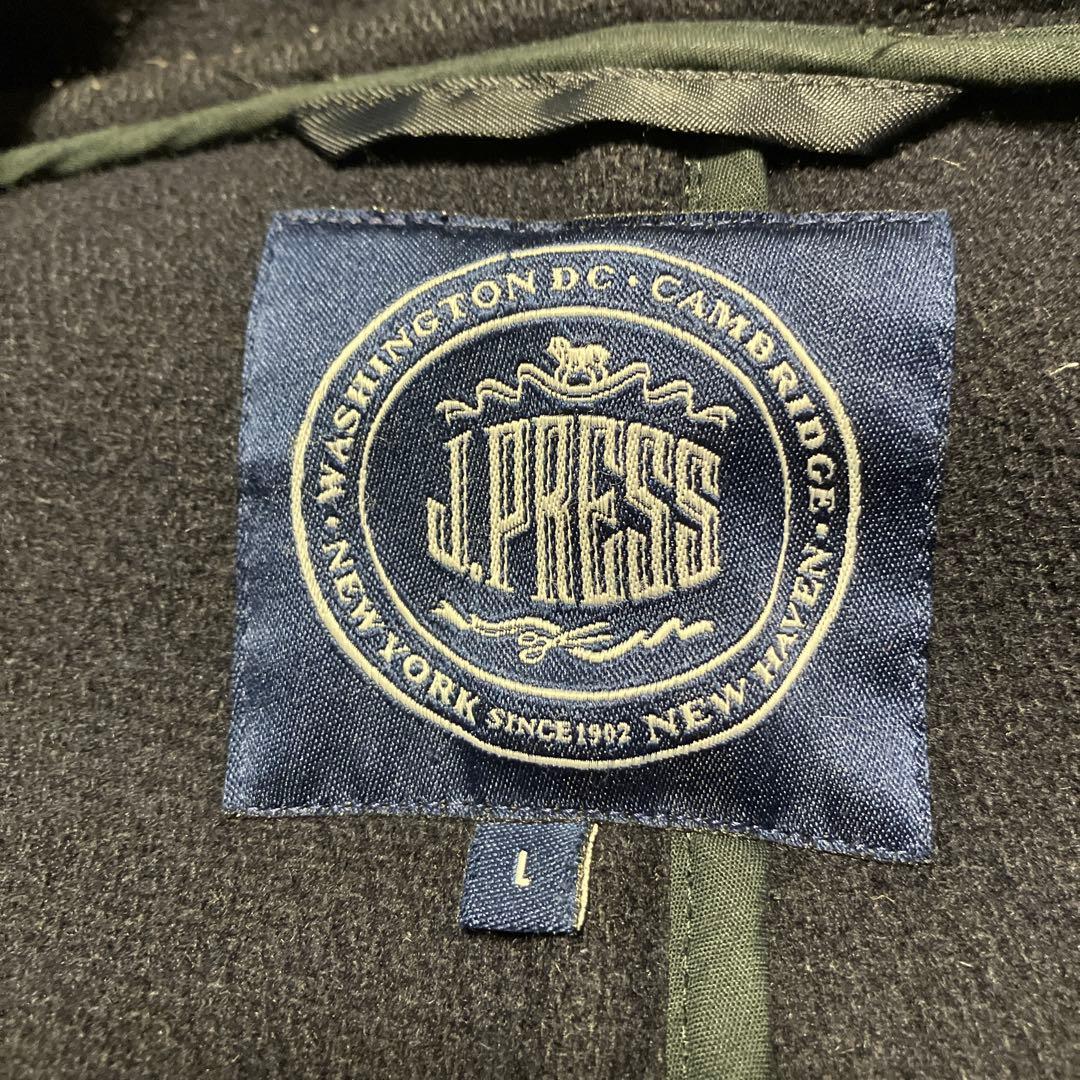 WASHINGTON DC · CAMBRIDGE · NEW HAVEN
J.PRESS
· NEW YORK SINCE 1902
L